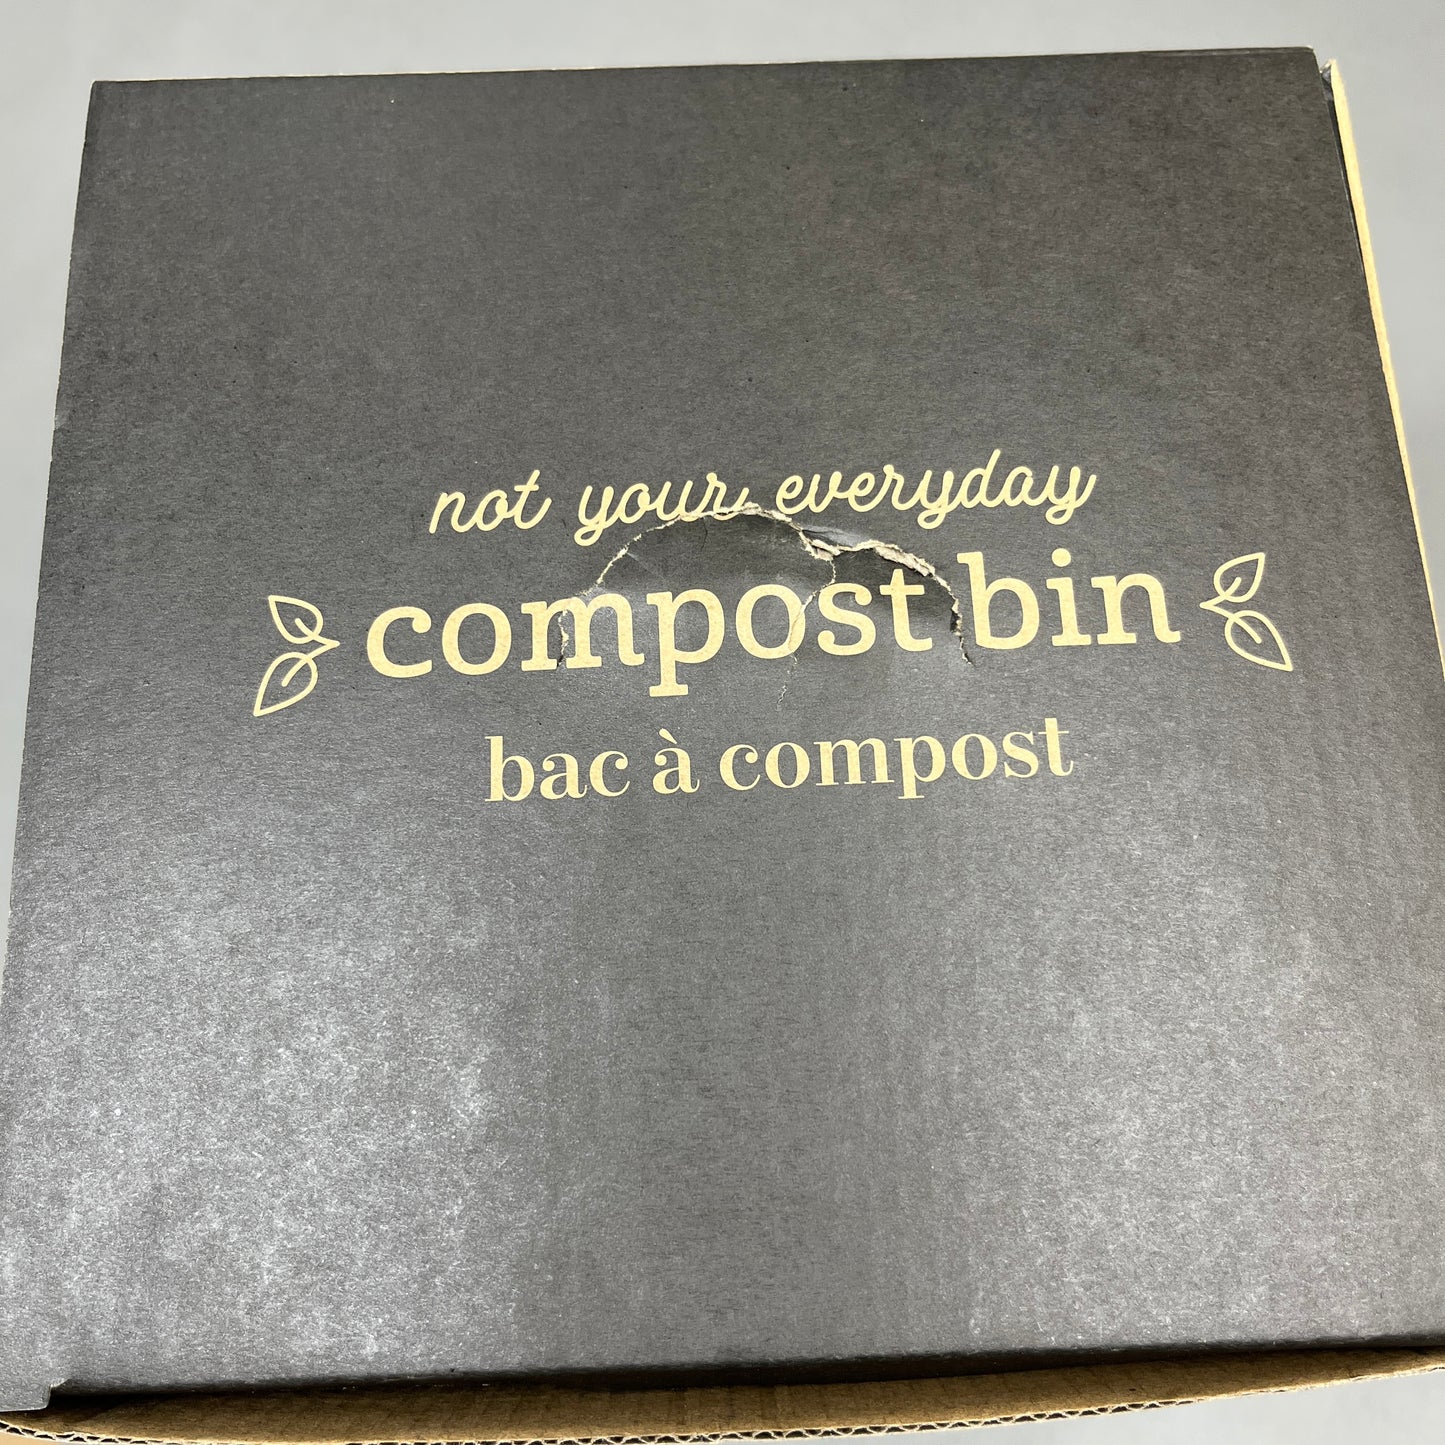 not your everyday
compost bin
bac à compost